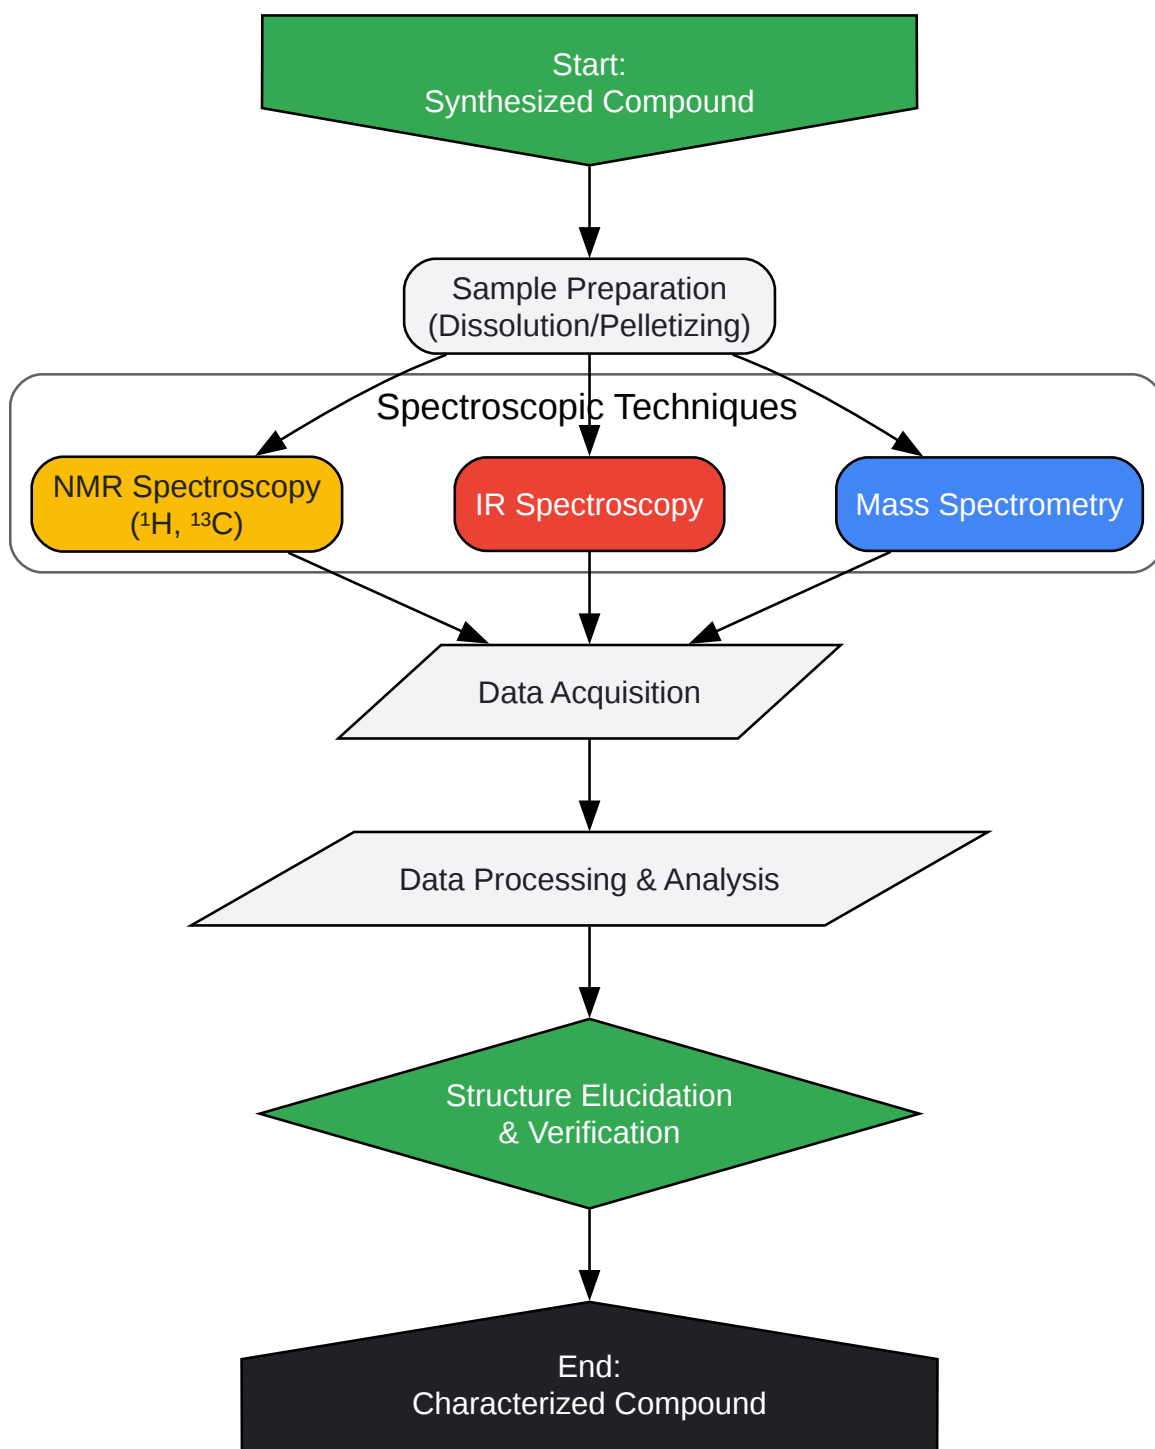 Start:
Synthesized Compound
Sample Preparation
(Dissolution/Pelletizing)
Spectroscopic Techniques
NMR Spectroscopy
(¹H, ¹³C)
IR Spectroscopy
Mass Spectrometry
Data Acquisition
Data Processing & Analysis
Structure Elucidation
& Verification
End:
Characterized Compound